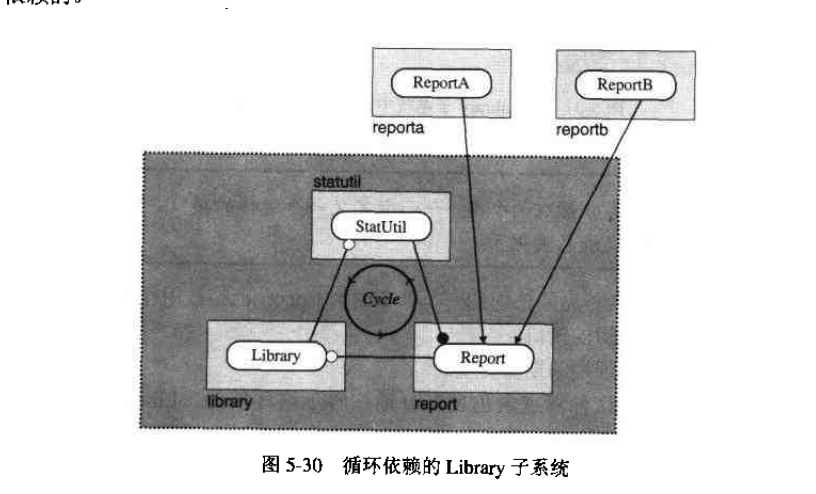 依赖的。
ReportA
ReportB
reporta
reportb
statutil
StatUtil
Cycle
Library
Report
library
report
图 5-30 循环依赖的 Library 子系统